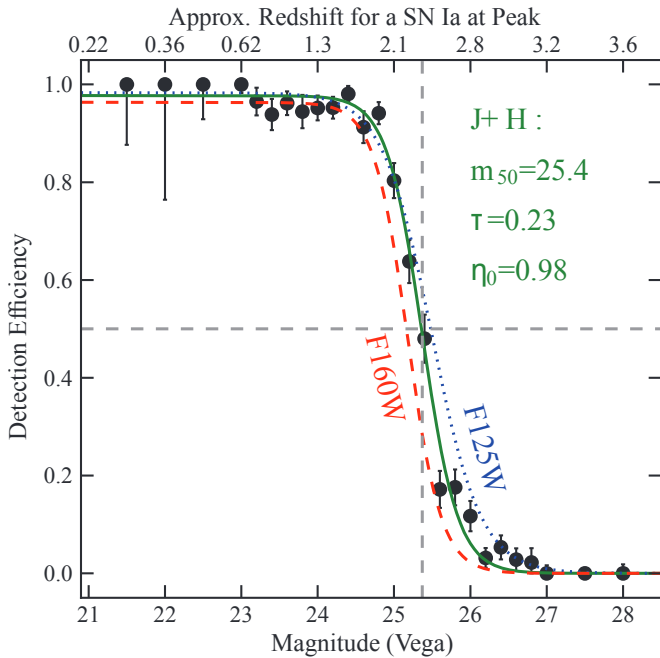 Approx. Redshift for a SN Ia at Peak
0.22 0.36 0.62 1.3 2.1 2.8 3.2 3.6
1.0
0.8
0.6
0.4
0.2
0.0
Detection Efficiency
J+ H :
m50=25.4
τ=0.23
η0=0.98
F160W
F125W
21 22 23 24 25 26 27 28
Magnitude (Vega)